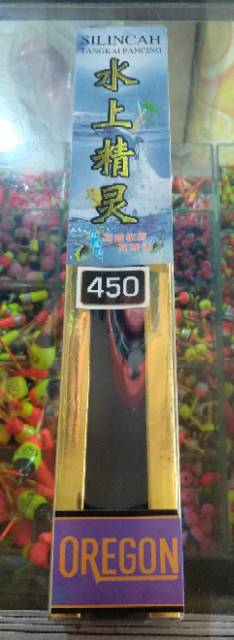 SILINCAH
TANGKAI PANCING
水
上
精
灵
450
OREGON